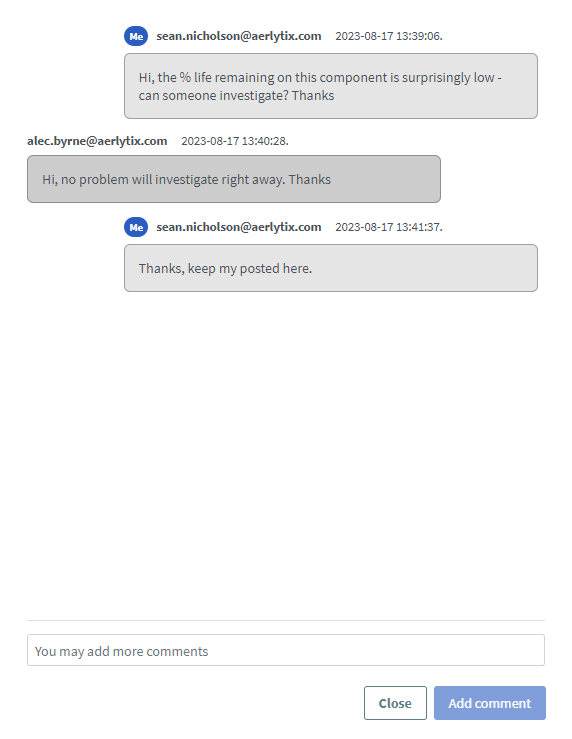 Me sean.nicholson@aerlytix.com 2023-08-17 13:39:06.
Hi, the % life remaining on this component is surprisingly low -
can someone investigate? Thanks
alec.byrne@aerlytix.com 2023-08-17 13:40:28.
Hi, no problem will investigate right away. Thanks
Me sean.nicholson@aerlytix.com 2023-08-17 13:41:37.
Thanks, keep my posted here.
You may add more comments
Close Add comment